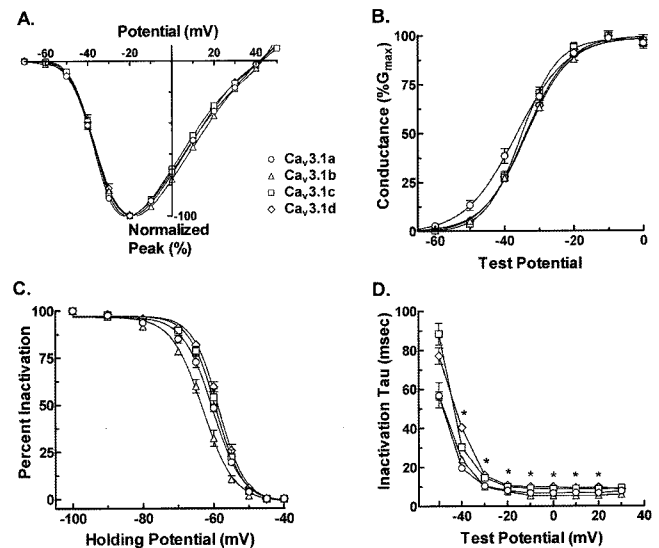 A.
Potential (mV)
-60 -40 -20 20 40
-100
Normalized
Peak (%)
Cav3.1a
Cav3.1b
Cav3.1c
Cav3.1d
B.
Conductance (%Gmax)
100
75
50
25
0
-60 -40 -20 0
Test Potential
C.
Percent Inactivation
100
75
50
25
0
-100 -80 -60 -40
Holding Potential (mV)
D.
Inactivation Tau (msec)
100
80
60
40
20
0
* * * * * * *
-40 -20 0 20 40
Test Potential (mV)